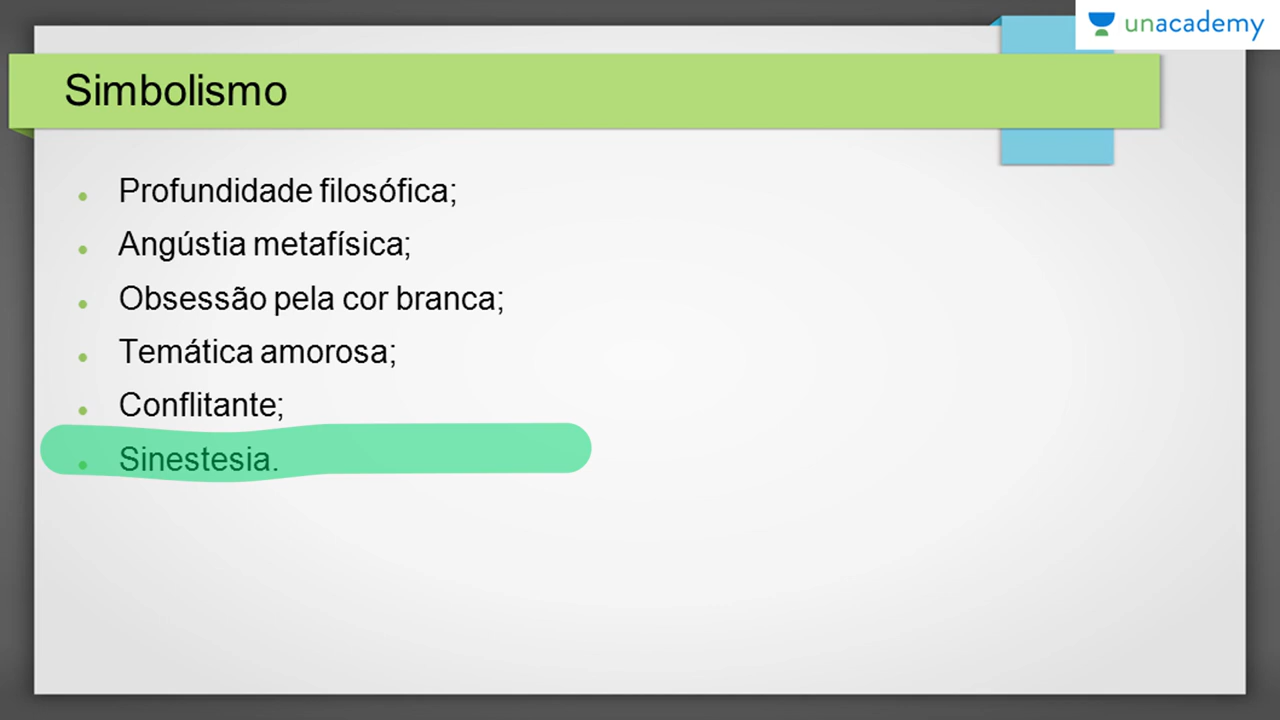 unacademy
Simbolismo
Profundidade filosófica;
Angústia metafísica;
Obsessão pela cor branca;
Temática amorosa;
Conflitante;
Sinestesia.